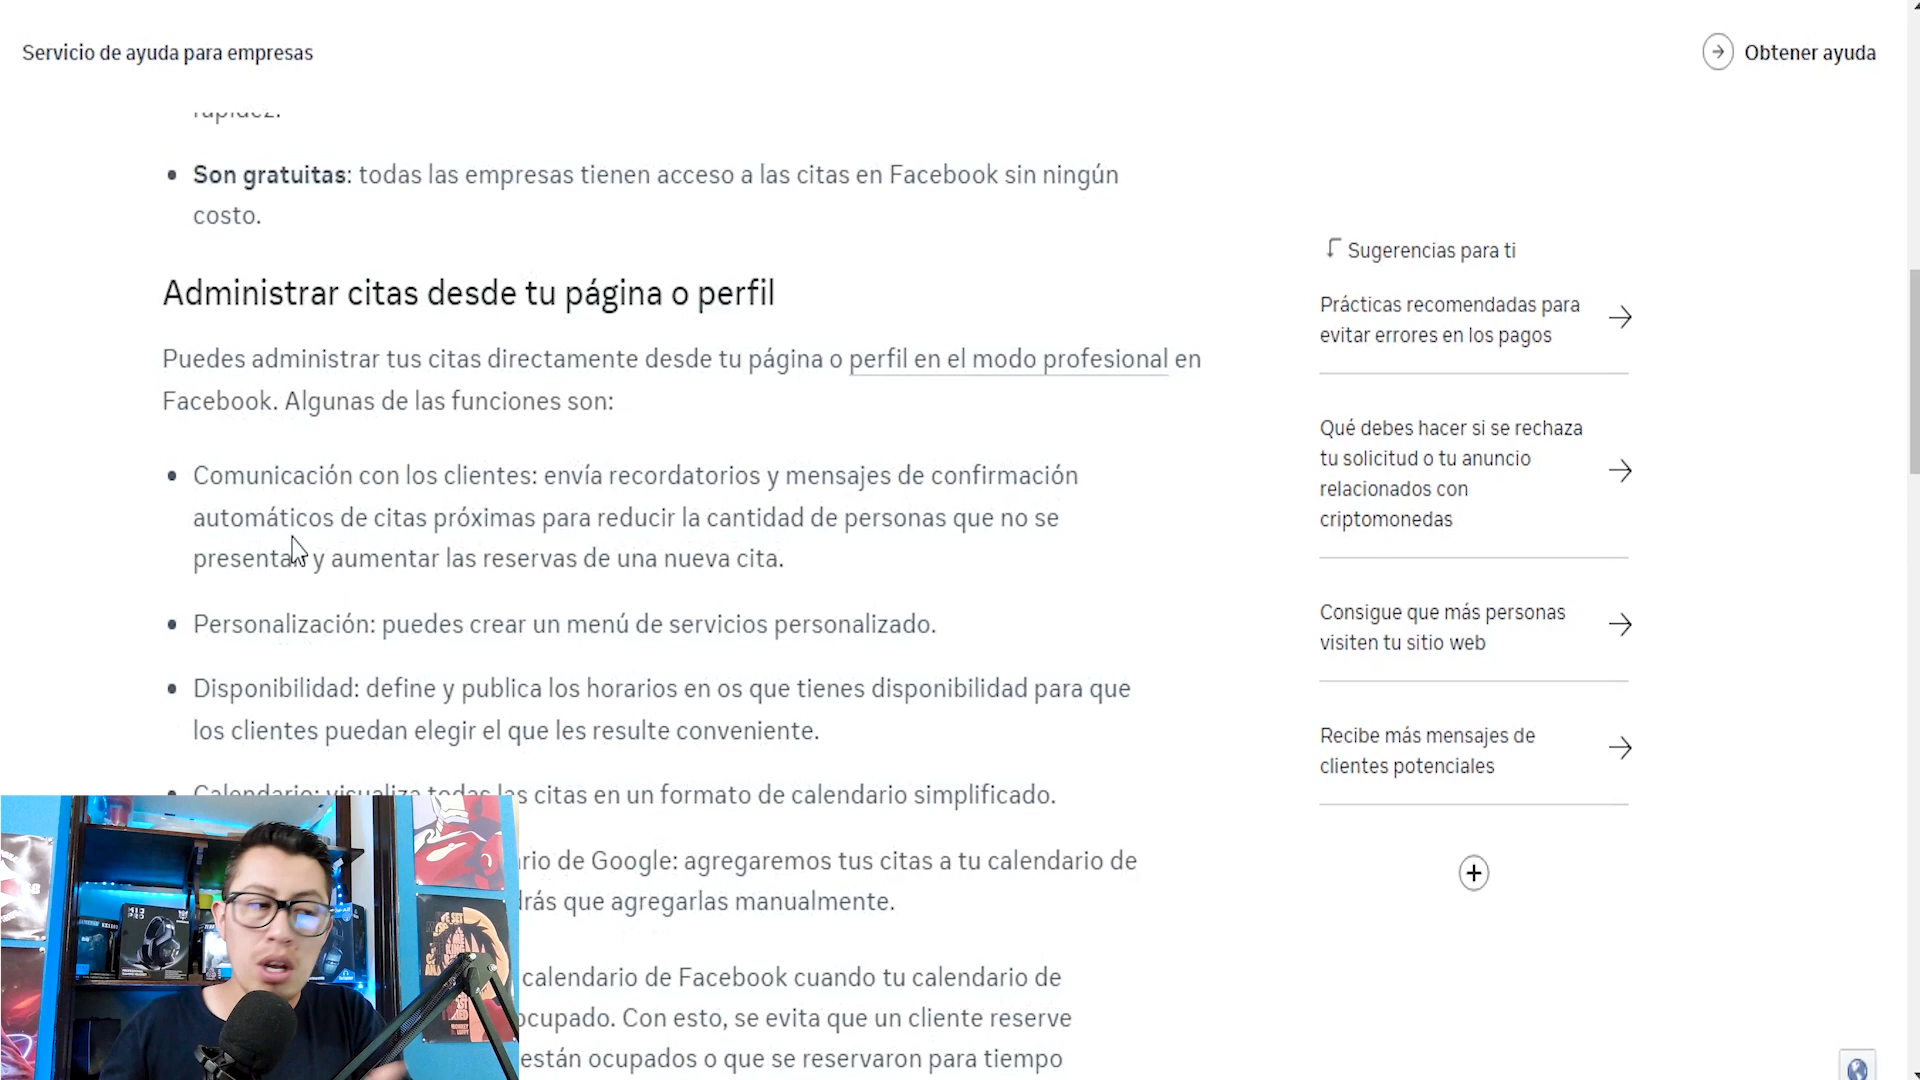 Servicio de ayuda para empresas
Obtener ayuda
rapidez.
Son gratuitas: todas las empresas tienen acceso a las citas en Facebook sin ningún
costo.
Administrar citas desde tu página o perfil
Puedes administrar tus citas directamente desde tu página o perfil en el modo profesional en
Facebook. Algunas de las funciones son:
Comunicación con los clientes: envía recordatorios y mensajes de confirmación
automáticos de citas próximas para reducir la cantidad de personas que no se
presentan y aumentar las reservas de una nueva cita.
Personalización: puedes crear un menú de servicios personalizado.
Disponibilidad: define y publica los horarios en os que tienes disponibilidad para que
los clientes puedan elegir el que les resulte conveniente.
Calendario: visualiza todas las citas en un formato de calendario simplificado.
rio de Google: agregaremos tus citas a tu calendario de
drás que agregarlas manualmente.
calendario de Facebook cuando tu calendario de
ocupado. Con esto, se evita que un cliente reserve
están ocupados o que se reservaron para tiempo
Sugerencias para ti
Prácticas recomendadas para
evitar errores en los pagos
Qué debes hacer si se rechaza
tu solicitud o tu anuncio
relacionados con
criptomonedas
Consigue que más personas
visiten tu sitio web
Recibe más mensajes de
clientes potenciales